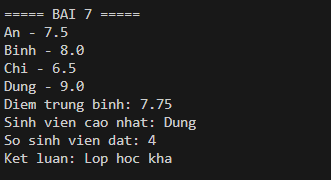 ===== BAI 7 =====
An - 7.5
Binh - 8.0
Chi - 6.5
Dung - 9.0
Diem trung binh: 7.75
Sinh vien cao nhat: Dung
So sinh vien dat: 4
Ket luan: Lop hoc kha